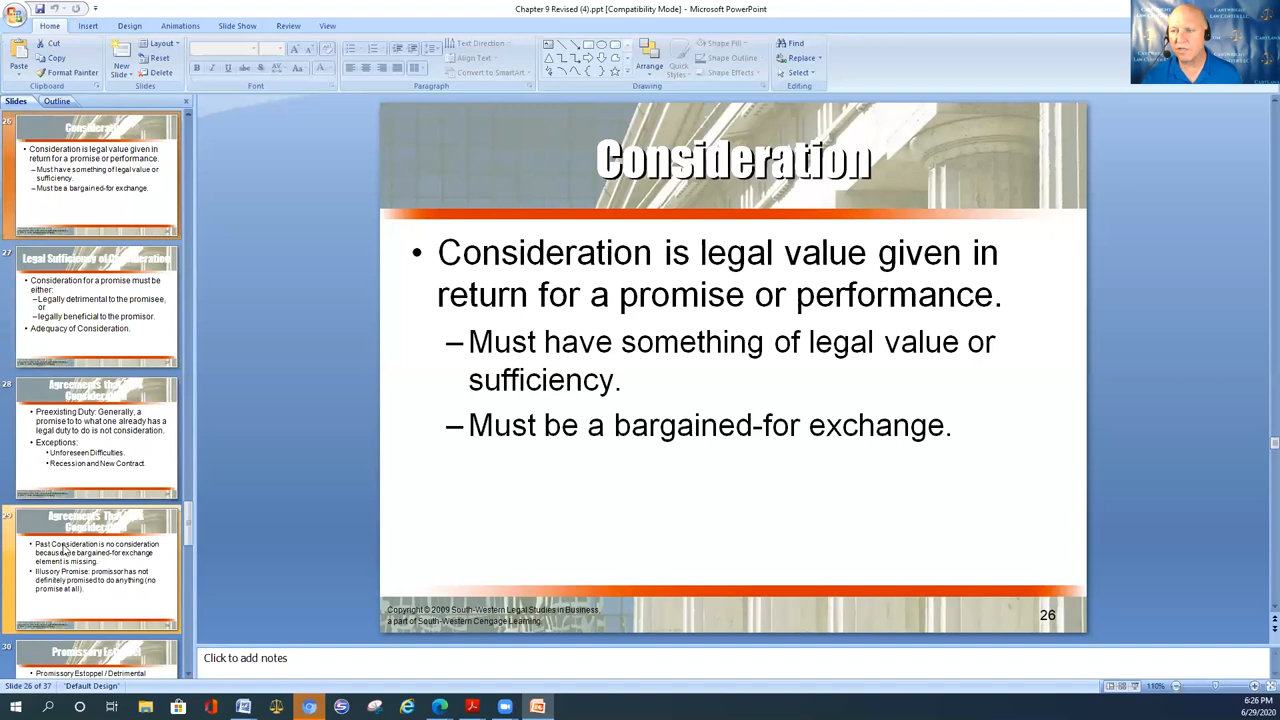 Chapter 9 Revised (4).ppt [Compatibility Mode] - Microsoft PowerPoint
Home Insert Design Animations Slide Show Review View
Cut
Copy
Format Painter
Paste
Clipboard
New
Slide
Layout
Reset
Delete
Slides
Font
Text Direction
Align Text
Convert to SmartArt
Paragraph
Arrange
Quick
Styles
Shape Fill
Shape Outline
Shape Effects
Drawing
Find
Replace
Select
Editing
CARTWRIGHT
LAW CENTER LLC
Slides Outline
26
Consideration is legal value given in
return for a promise or performance.
–Must have something of legal value or
sufficiency.
–Must be a bargained-for exchange.
27
Legal Sufficiency of Consideration
• Consideration for a promise must be
either:
–Legally detrimental to the promisee,
or
–legally beneficial to the promisor.
• Adequacy of Consideration.
28
Agreements that
Consideration
• Preexisting Duty: Generally, a
promise to to what one already has a
legal duty to do is not consideration.
• Exceptions:
• Unforeseen Difficulties.
• Recession and New Contract.
29
Agreements That
Consideration
• Past Consideration is no consideration
because the bargained-for exchange
element is missing.
• Illusory Promise: promissor has not
definitely promised to do anything (no
promise at all).
30
Promissory Estoppel
• Promissory Estoppel / Detrimental
Consideration
• Consideration is legal value given in
return for a promise or performance.
– Must have something of legal value or
sufficiency.
– Must be a bargained-for exchange.
Copyright © 2009 South-Western Legal Studies in Business,
a part of South-Western Cengage Learning.
26
Click to add notes
Slide 26 of 37 "Default Design" 110%
6:26 PM
6/29/2020